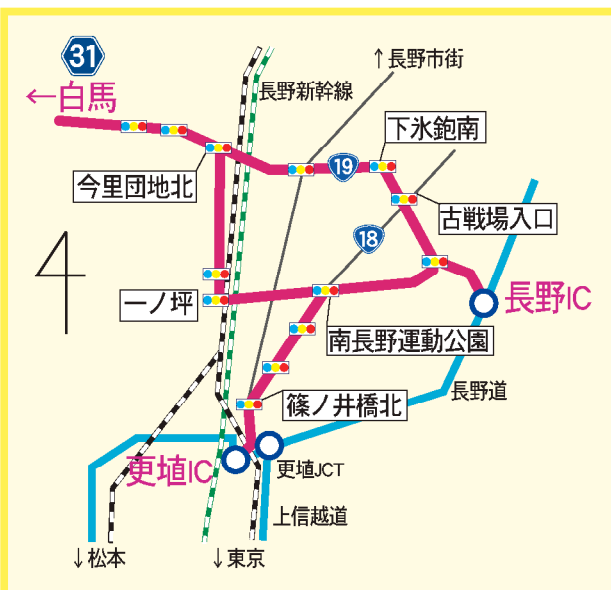 31
←白馬
長野新幹線
↑長野市街
下氷鉋南
今里団地北
19
古戦場入口
18
一ノ坪
長野IC
南長野運動公園
長野道
篠ノ井橋北
更埴IC
更埴JCT
上信越道
↓松本
↓東京